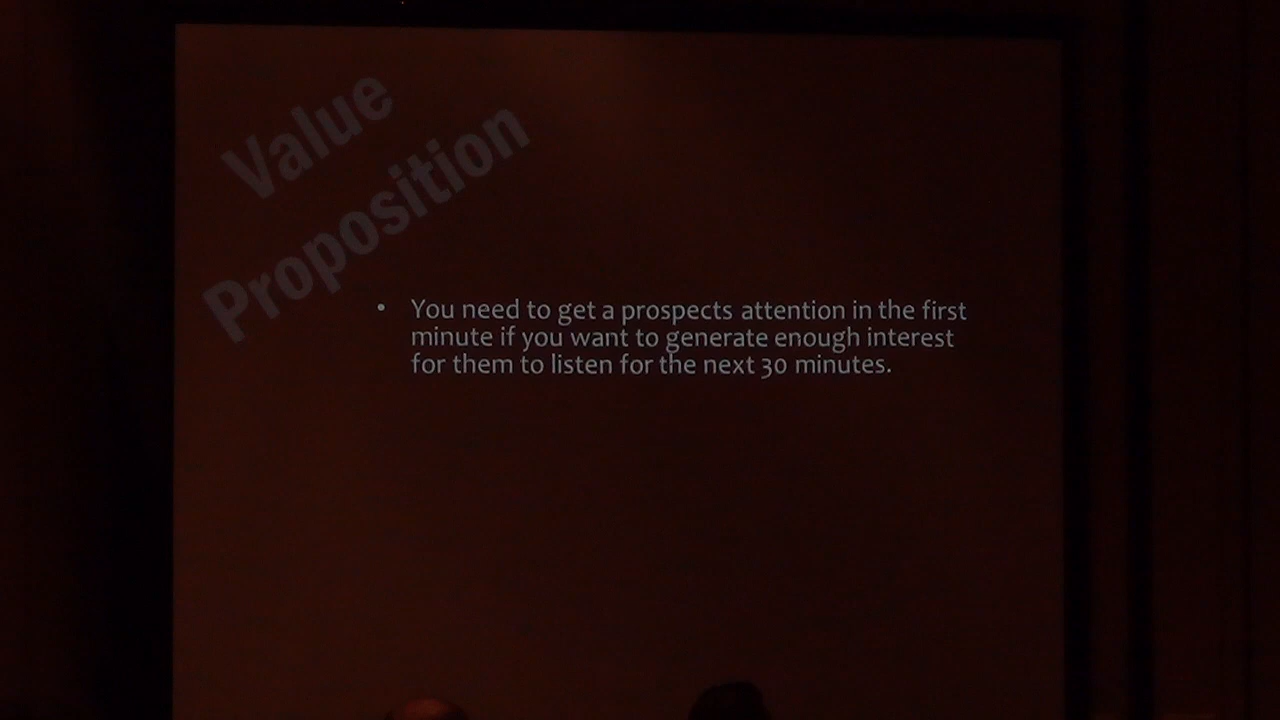 Value
Proposition
• You need to get a prospects attention in the first
minute if you want to generate enough interest
for them to listen for the next 30 minutes.